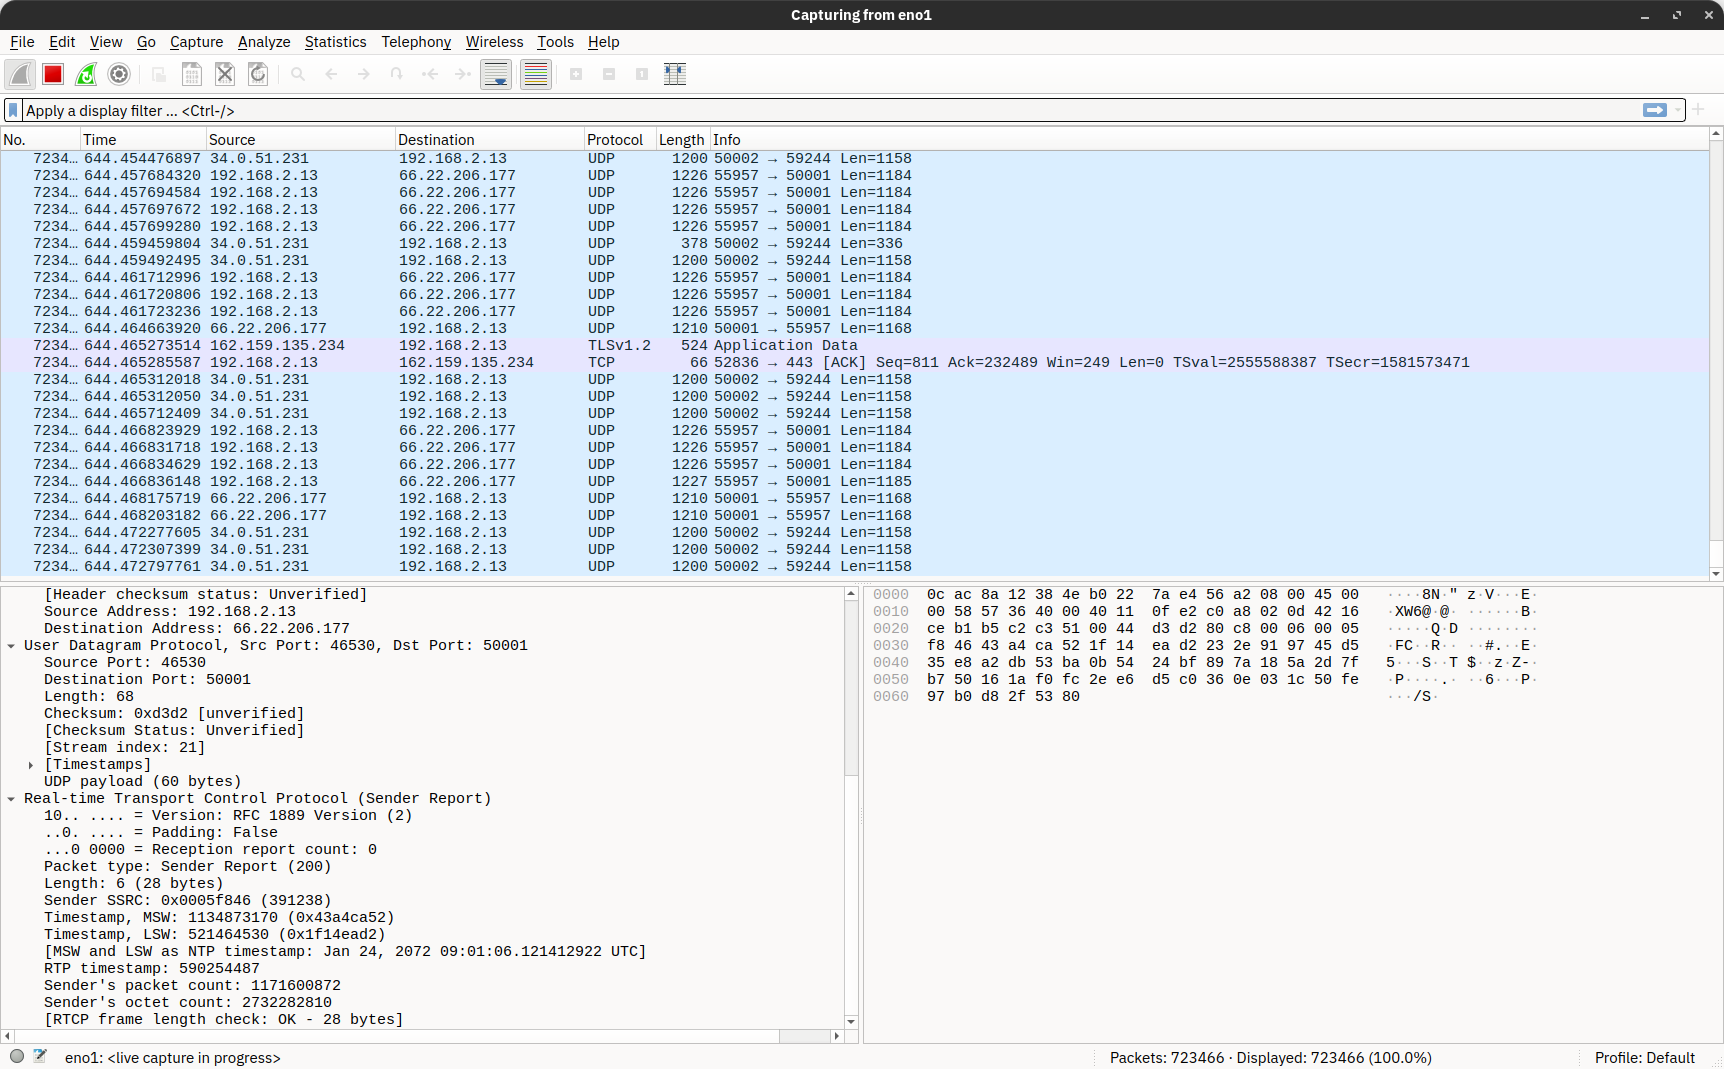 Capturing from eno1
File Edit View Go Capture Analyze Statistics Telephony Wireless Tools Help
Apply a display filter ... <Ctrl-/>
No. Time Source Destination Protocol Length Info
7234… 644.454476897 34.0.51.231 192.168.2.13 UDP 1200 50002 → 59244 Len=1158
7234… 644.457684320 192.168.2.13 66.22.206.177 UDP 1226 55957 → 50001 Len=1184
7234… 644.457694584 192.168.2.13 66.22.206.177 UDP 1226 55957 → 50001 Len=1184
7234… 644.457697672 192.168.2.13 66.22.206.177 UDP 1226 55957 → 50001 Len=1184
7234… 644.457699280 192.168.2.13 66.22.206.177 UDP 1226 55957 → 50001 Len=1184
7234… 644.459459804 34.0.51.231 192.168.2.13 UDP 378 50002 → 59244 Len=336
7234… 644.459492495 34.0.51.231 192.168.2.13 UDP 1200 50002 → 59244 Len=1158
7234… 644.461712996 192.168.2.13 66.22.206.177 UDP 1226 55957 → 50001 Len=1184
7234… 644.461720806 192.168.2.13 66.22.206.177 UDP 1226 55957 → 50001 Len=1184
7234… 644.461723236 192.168.2.13 66.22.206.177 UDP 1226 55957 → 50001 Len=1184
7234… 644.464663920 66.22.206.177 192.168.2.13 UDP 1210 50001 → 55957 Len=1168
7234… 644.465273514 162.159.135.234 192.168.2.13 TLSv1.2 524 Application Data
7234… 644.465285587 192.168.2.13 162.159.135.234 TCP 66 52836 → 443 [ACK] Seq=811 Ack=232489 Win=249 Len=0 TSval=2555588387 TSecr=1581573471
7234… 644.465312018 34.0.51.231 192.168.2.13 UDP 1200 50002 → 59244 Len=1158
7234… 644.465312050 34.0.51.231 192.168.2.13 UDP 1200 50002 → 59244 Len=1158
7234… 644.465712409 34.0.51.231 192.168.2.13 UDP 1200 50002 → 59244 Len=1158
7234… 644.466823929 192.168.2.13 66.22.206.177 UDP 1226 55957 → 50001 Len=1184
7234… 644.466831718 192.168.2.13 66.22.206.177 UDP 1226 55957 → 50001 Len=1184
7234… 644.466834629 192.168.2.13 66.22.206.177 UDP 1226 55957 → 50001 Len=1184
7234… 644.466836148 192.168.2.13 66.22.206.177 UDP 1227 55957 → 50001 Len=1185
7234… 644.468175719 66.22.206.177 192.168.2.13 UDP 1210 50001 → 55957 Len=1168
7234… 644.468203182 66.22.206.177 192.168.2.13 UDP 1210 50001 → 55957 Len=1168
7234… 644.472277605 34.0.51.231 192.168.2.13 UDP 1200 50002 → 59244 Len=1158
7234… 644.472307399 34.0.51.231 192.168.2.13 UDP 1200 50002 → 59244 Len=1158
7234… 644.472797761 34.0.51.231 192.168.2.13 UDP 1200 50002 → 59244 Len=1158
[Header checksum status: Unverified]
Source Address: 192.168.2.13
Destination Address: 66.22.206.177
User Datagram Protocol, Src Port: 46530, Dst Port: 50001
Source Port: 46530
Destination Port: 50001
Length: 68
Checksum: 0xd3d2 [unverified]
[Checksum Status: Unverified]
[Stream index: 21]
[Timestamps]
UDP payload (60 bytes)
Real-time Transport Control Protocol (Sender Report)
10.. .... = Version: RFC 1889 Version (2)
..0. .... = Padding: False
...0 0000 = Reception report count: 0
Packet type: Sender Report (200)
Length: 6 (28 bytes)
Sender SSRC: 0x0005f846 (391238)
Timestamp, MSW: 1134873170 (0x43a4ca52)
Timestamp, LSW: 521464530 (0x1f14ead2)
[MSW and LSW as NTP timestamp: Jan 24, 2072 09:01:06.121412922 UTC]
RTP timestamp: 590254487
Sender's packet count: 1171600872
Sender's octet count: 2732282810
[RTCP frame length check: OK - 28 bytes]
0000 0c ac 8a 12 38 4e b0 22 7a e4 56 a2 08 00 45 00 ····8N·" z·V···E·
0010 00 58 57 36 40 00 40 11 0f e2 c0 a8 02 0d 42 16 ·XW6@·@· ······B·
0020 ce b1 b5 c2 c3 51 00 44 d3 d2 80 c8 00 06 00 05 ·····Q·D ········
0030 f8 46 43 a4 ca 52 1f 14 ea d2 23 2e 91 97 45 d5 ·FC··R·· ··#.··E·
0040 35 e8 a2 db 53 ba 0b 54 24 bf 89 7a 18 5a 2d 7f 5···S··T $··z·Z-·
0050 b7 50 16 1a f0 fc 2e e6 d5 c0 36 0e 03 1c 50 fe ·P····.· ··6···P·
0060 97 b0 d8 2f 53 80 ···/S·
eno1: <live capture in progress> Packets: 723466 · Displayed: 723466 (100.0%) Profile: Default